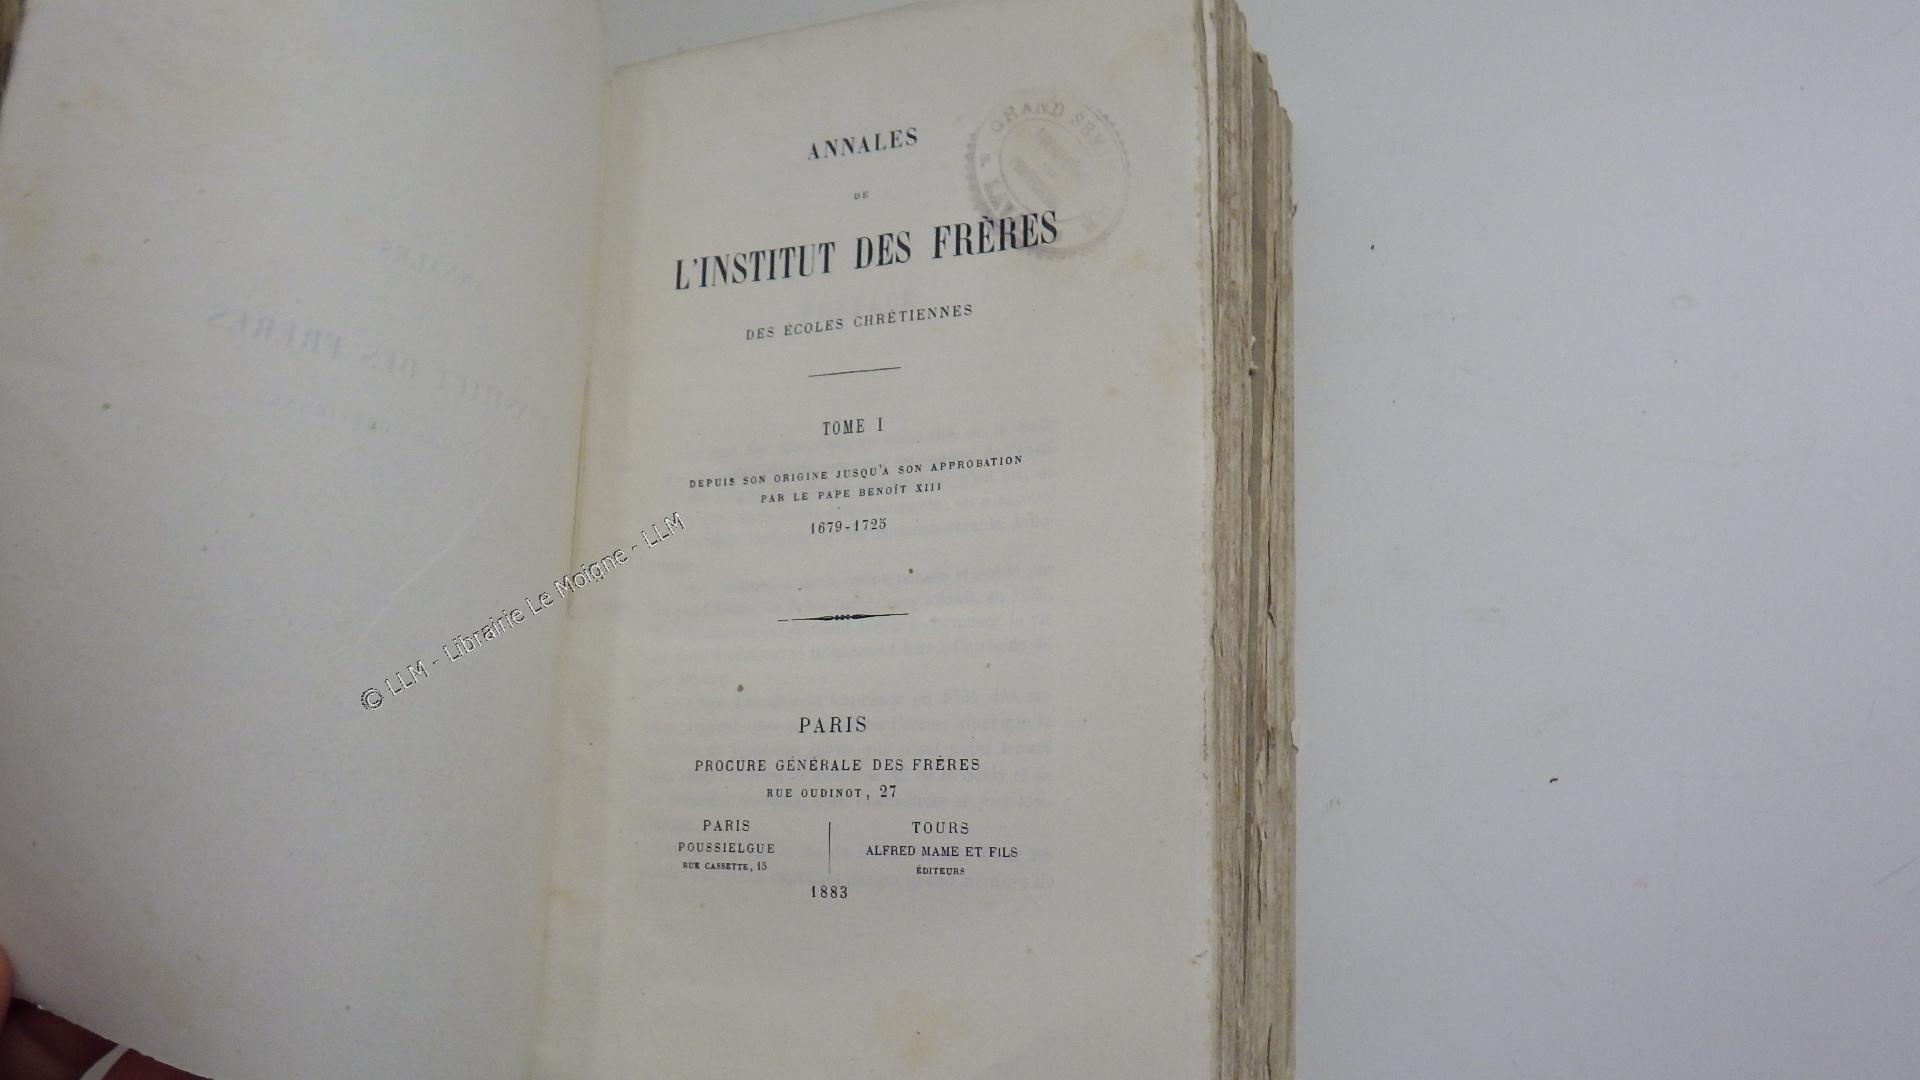 ANNALES
DE
L'INSTITUT DES FRÈRES
DES ÉCOLES CHRÉTIENNES
TOME I
DEPUIS SON ORIGINE JUSQU'A SON APPROBATION
PAR LE PAPE BENOÎT XIII
1679-1725
PARIS
PROCURE GÉNÉRALE DES FRÈRES
RUE OUDINOT, 27
PARIS
POUSSIELGUE
RUE CASSETTE, 15
TOURS
ALFRED MAME ET FILS
ÉDITEURS
1883
GRAND SEM
© LLM - Librairie Le Moigne - LLM